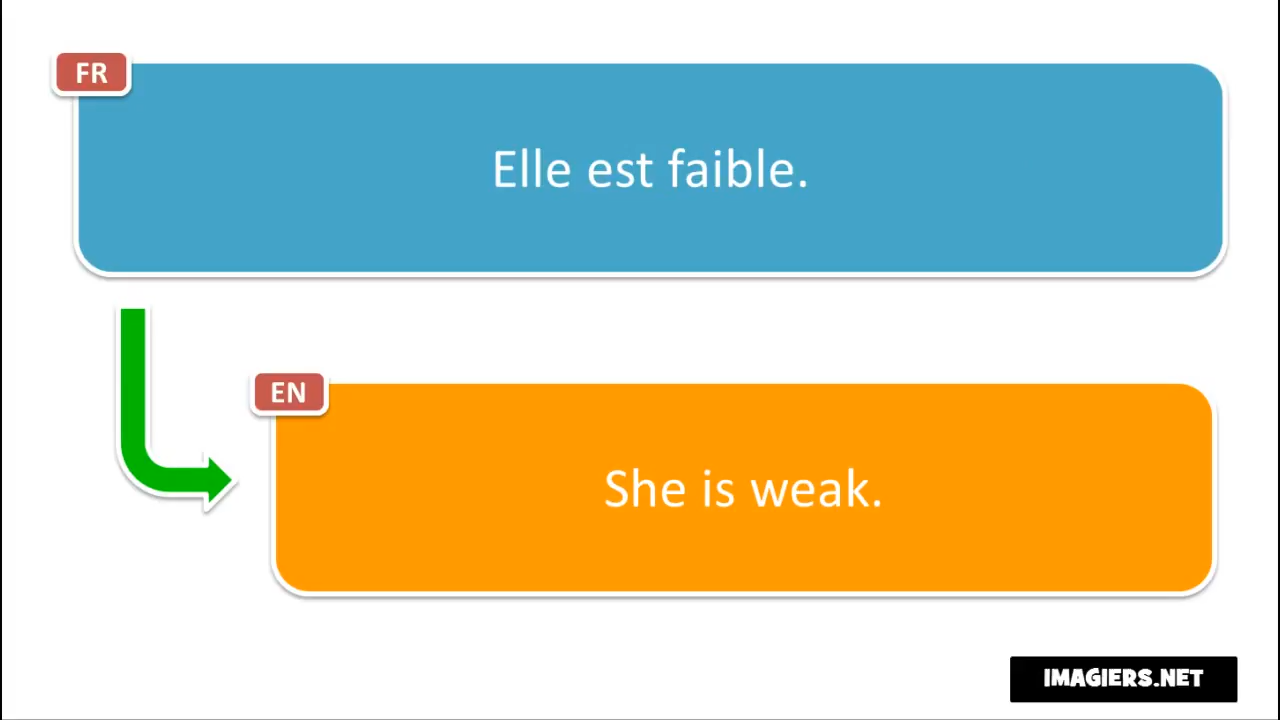 FR
Elle est faible.
EN
She is weak.
IMAGIERS.NET